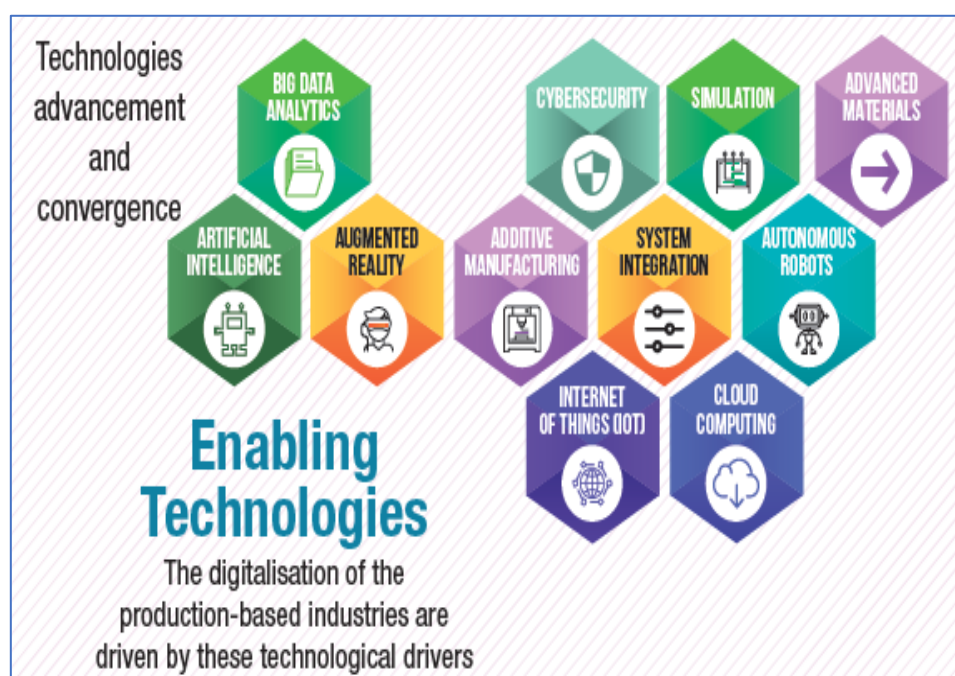 Technologies
advancement
and
convergence
BIG DATA
ANALYTICS
CYBERSECURITY
SIMULATION
ADVANCED
MATERIALS
ARTIFICIAL
INTELLIGENCE
AUGMENTED
REALITY
ADDITIVE
MANUFACTURING
SYSTEM
INTEGRATION
AUTONOMOUS
ROBOTS
INTERNET
OF THINGS (IOT)
CLOUD
COMPUTING
Enabling
Technologies
The digitalisation of the
production-based industries are
driven by these technological drivers